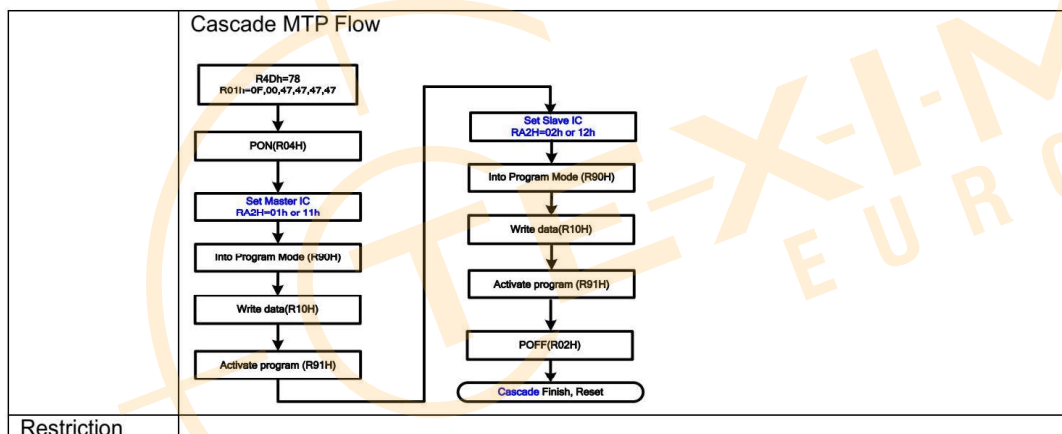 Cascade MTP Flow
R4Dh=78
R01h=0F,00,47,47,47,47
PON(R04H)
Set Master IC
RA2H=01h or 11h
Into Program Mode (R90H)
Write data(R10H)
Activate program (R91H)
Set Slave IC
RA2H=02h or 12h
Into Program Mode (R90H)
Write data(R10H)
Activate program (R91H)
POFF(R02H)
Cascade Finish, Reset
Restriction
TEXIM
EURO